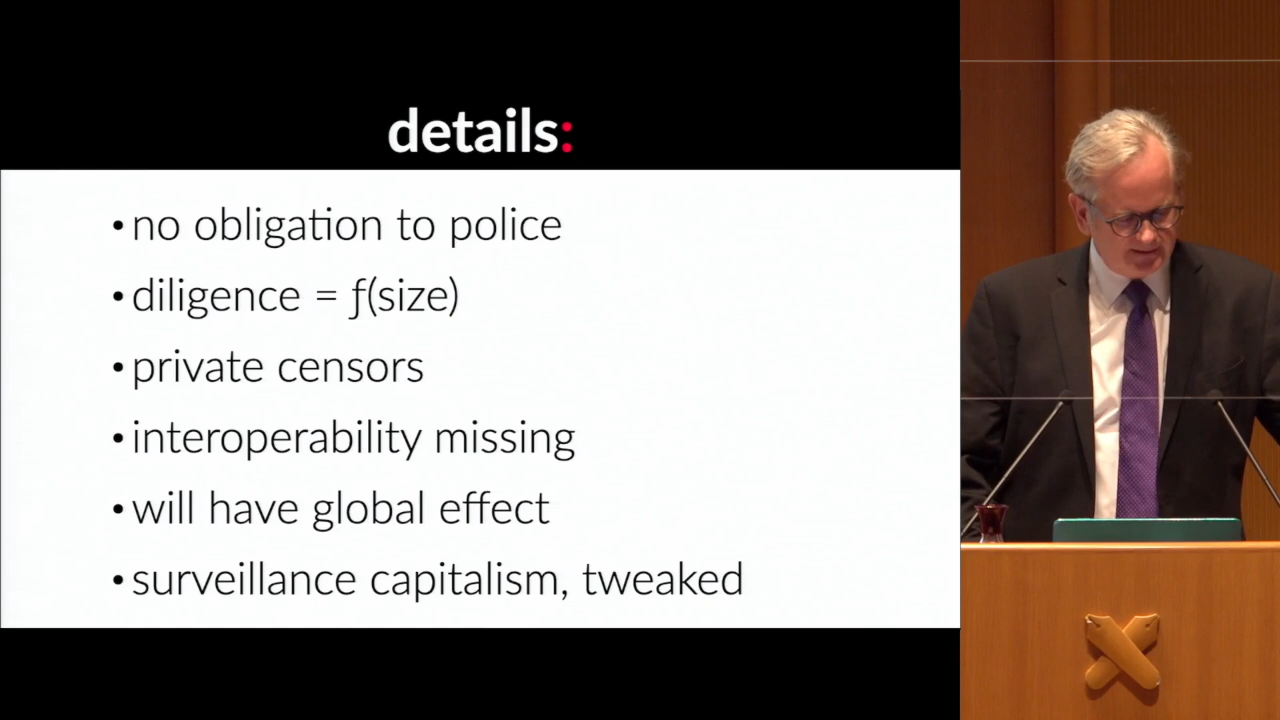 details:
•no obligation to police
•diligence = ƒ(size)
•private censors
•interoperability missing
•will have global effect
•surveillance capitalism, tweaked